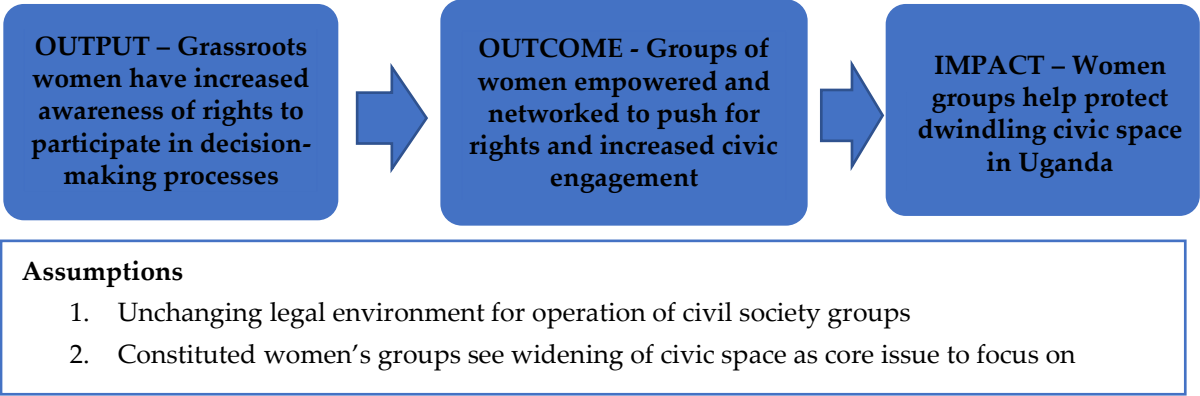 OUTPUT – Grassroots
women have increased
awareness of rights to
participate in decision-
making processes
OUTCOME - Groups of
women empowered and
networked to push for
rights and increased civic
engagement
IMPACT – Women
groups help protect
dwindling civic space
in Uganda
Assumptions
1. Unchanging legal environment for operation of civil society groups
2. Constituted women’s groups see widening of civic space as core issue to focus on